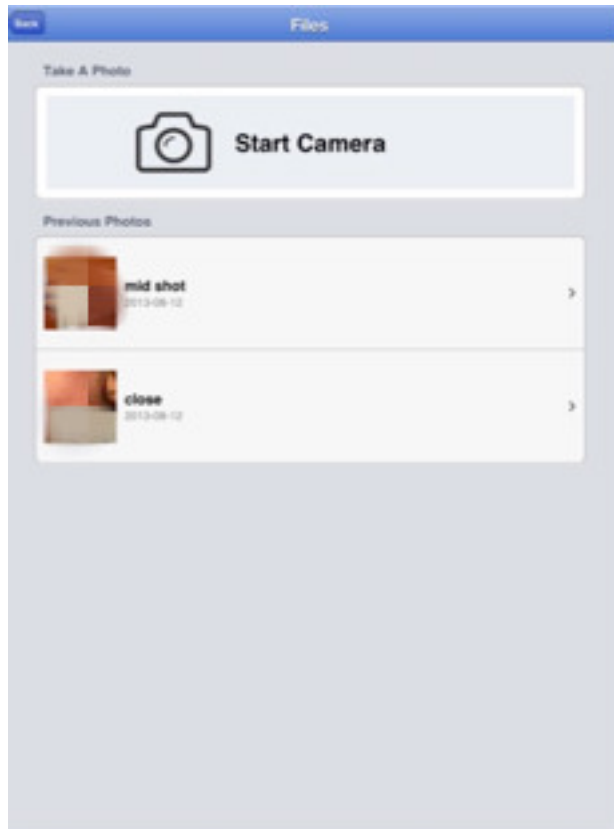 Back
Files
Take A Photo
Start Camera
Previous Photos
mid shot
2013-08-12
close
2013-08-12